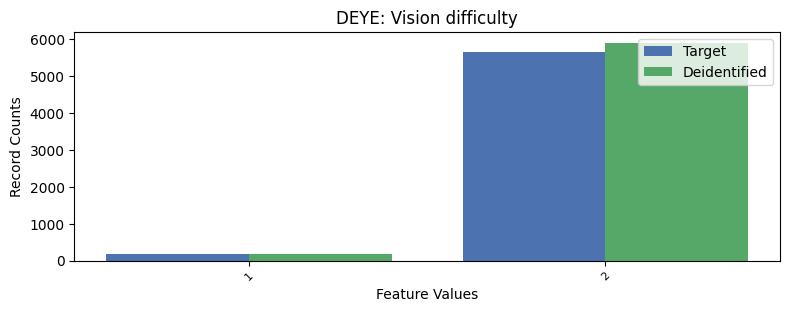 DEYE: Vision difficulty
Record Counts
6000
5000
4000
3000
2000
1000
0
Target
Deidentified
1
2
Feature Values